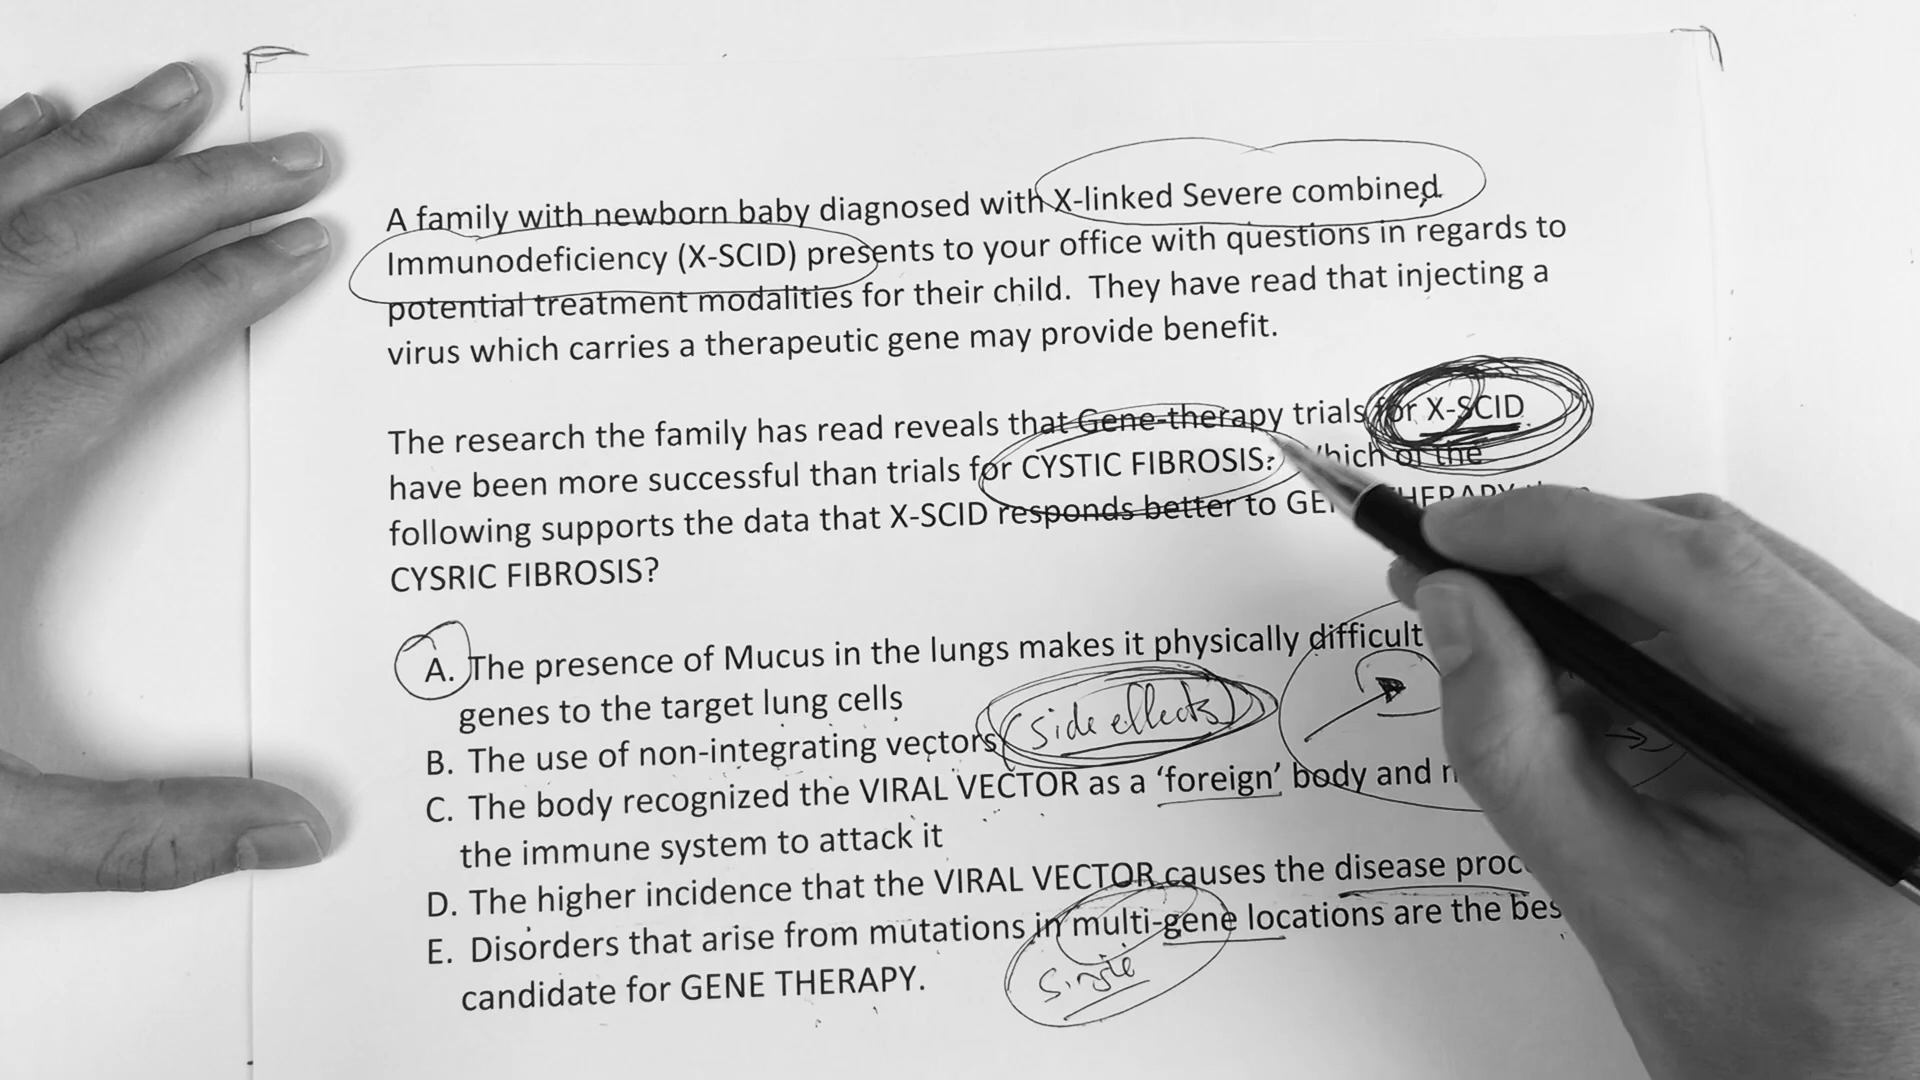 A family with newborn baby diagnosed with X-linked Severe combined
Immunodeficiency (X-SCID) presents to your office with questions in regards to
potential treatment modalities for their child. They have read that injecting a
virus which carries a therapeutic gene may provide benefit.
The research the family has read reveals that Gene-therapy trials for X-SCID
have been more successful than trials for CYSTIC FIBROSIS. of the
following supports the data that X-SCID responds better to
CYSRIC FIBROSIS?
A. The presence of Mucus in the lungs makes it physically difficult
genes to the target lung cells
B. The use of non-integrating vectors (side effects)
C. The body recognized the VIRAL VECTOR as a ‘foreign’ body and
the immune system to attack it
D. The higher incidence that the VIRAL VECTOR causes the disease
E. Disorders that arise from mutations in multi-gene locations are the
single
candidate for GENE THERAPY.